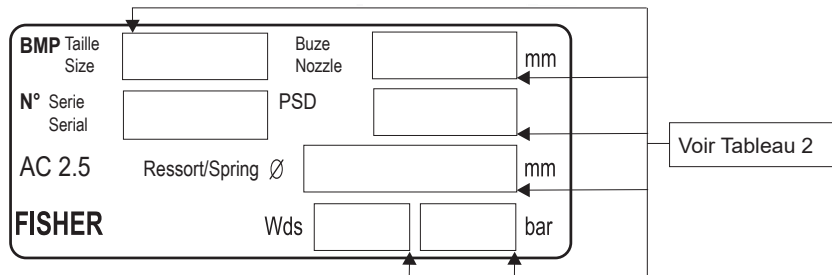 BMP Taille
Size
Buze
Nozzle
mm
N° Serie
Serial
PSD
AC 2.5
Ressort/Spring Ø
mm
FISHER
Wds
bar
Voir Tableau 2